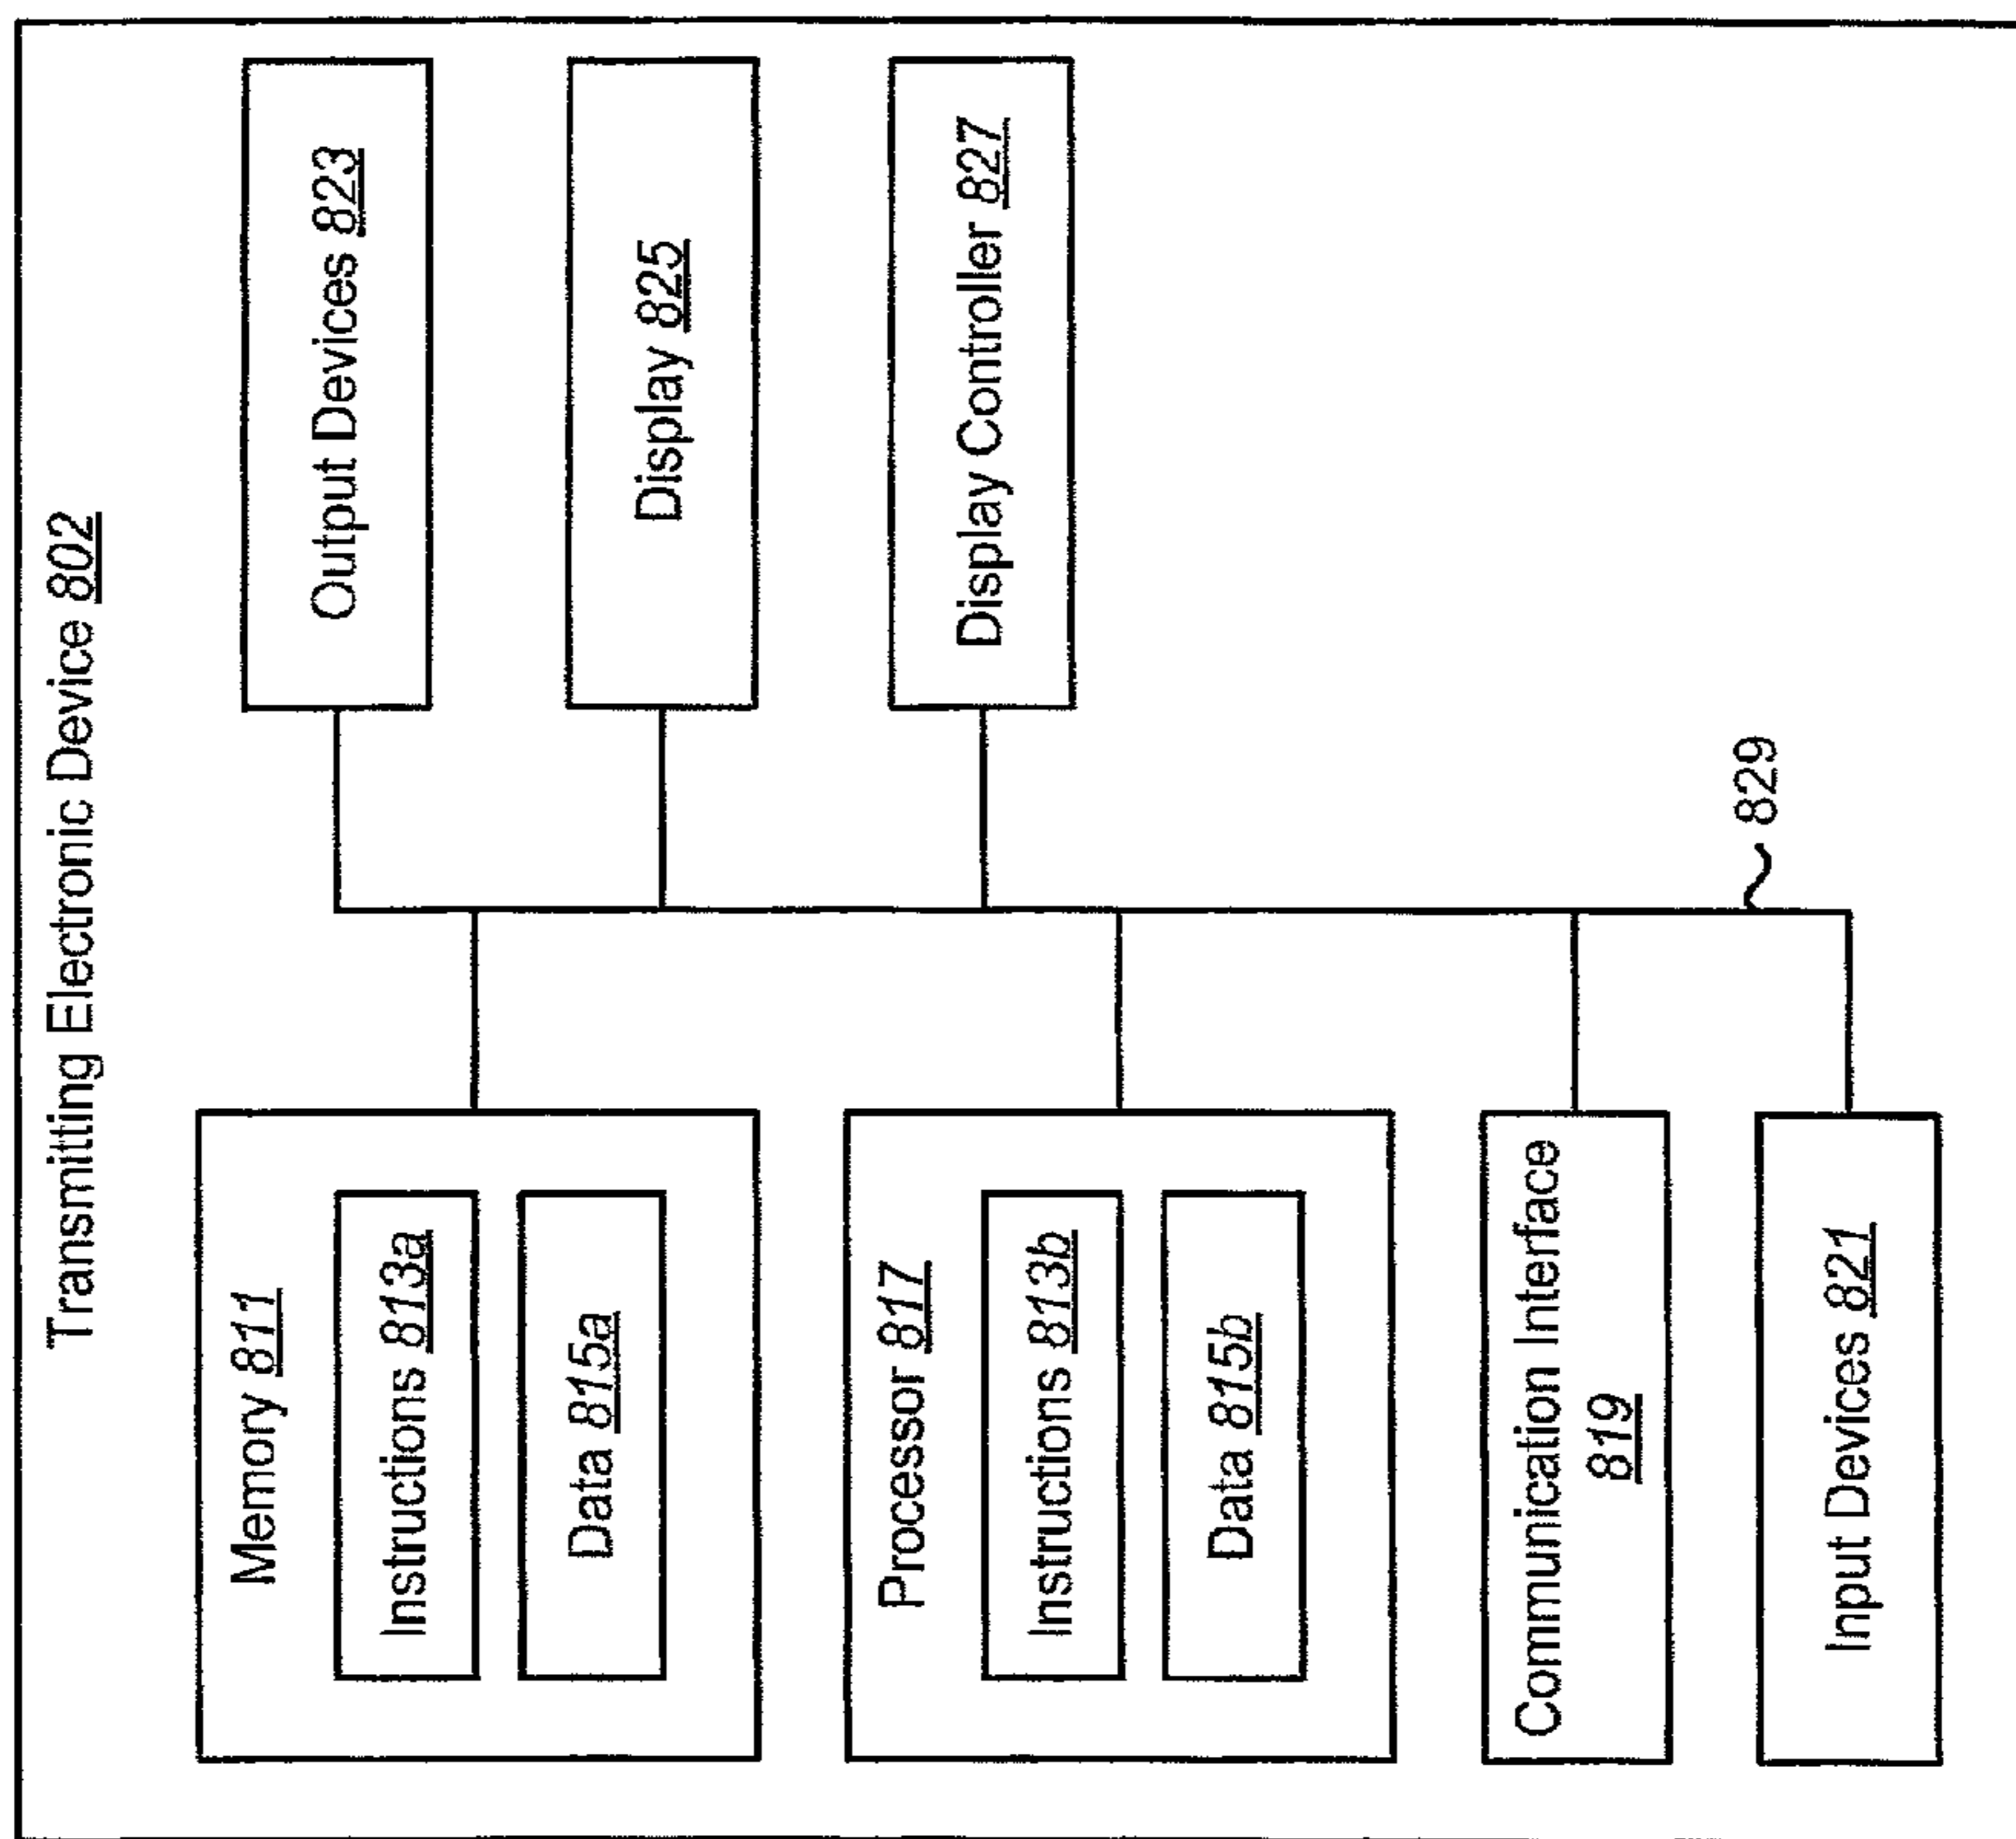 Transmitting Electronic Device 802
Memory 811
Instructions 813a
Data 815a
Processor 817
Instructions 813b
Data 815b
Communication Interface
819
Input Devices 821
Output Devices 823
Display 825
Display Controller 827
829